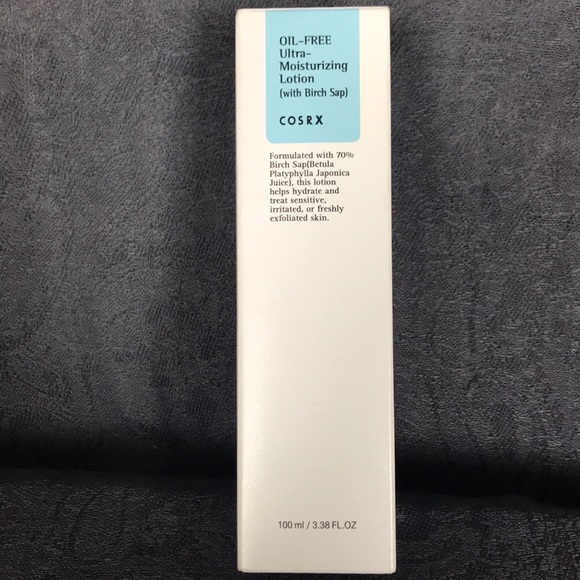 OIL-FREE
Ultra-
Moisturizing
Lotion
(with Birch Sap)
COSRX
Formulated with 70%
Birch Sap(Betula
Platyphylla Japonica
Juice), this lotion
helps hydrate and
treat sensitive,
irritated, or freshly
exfoliated skin.
100 ml / 3.38 FL.OZ